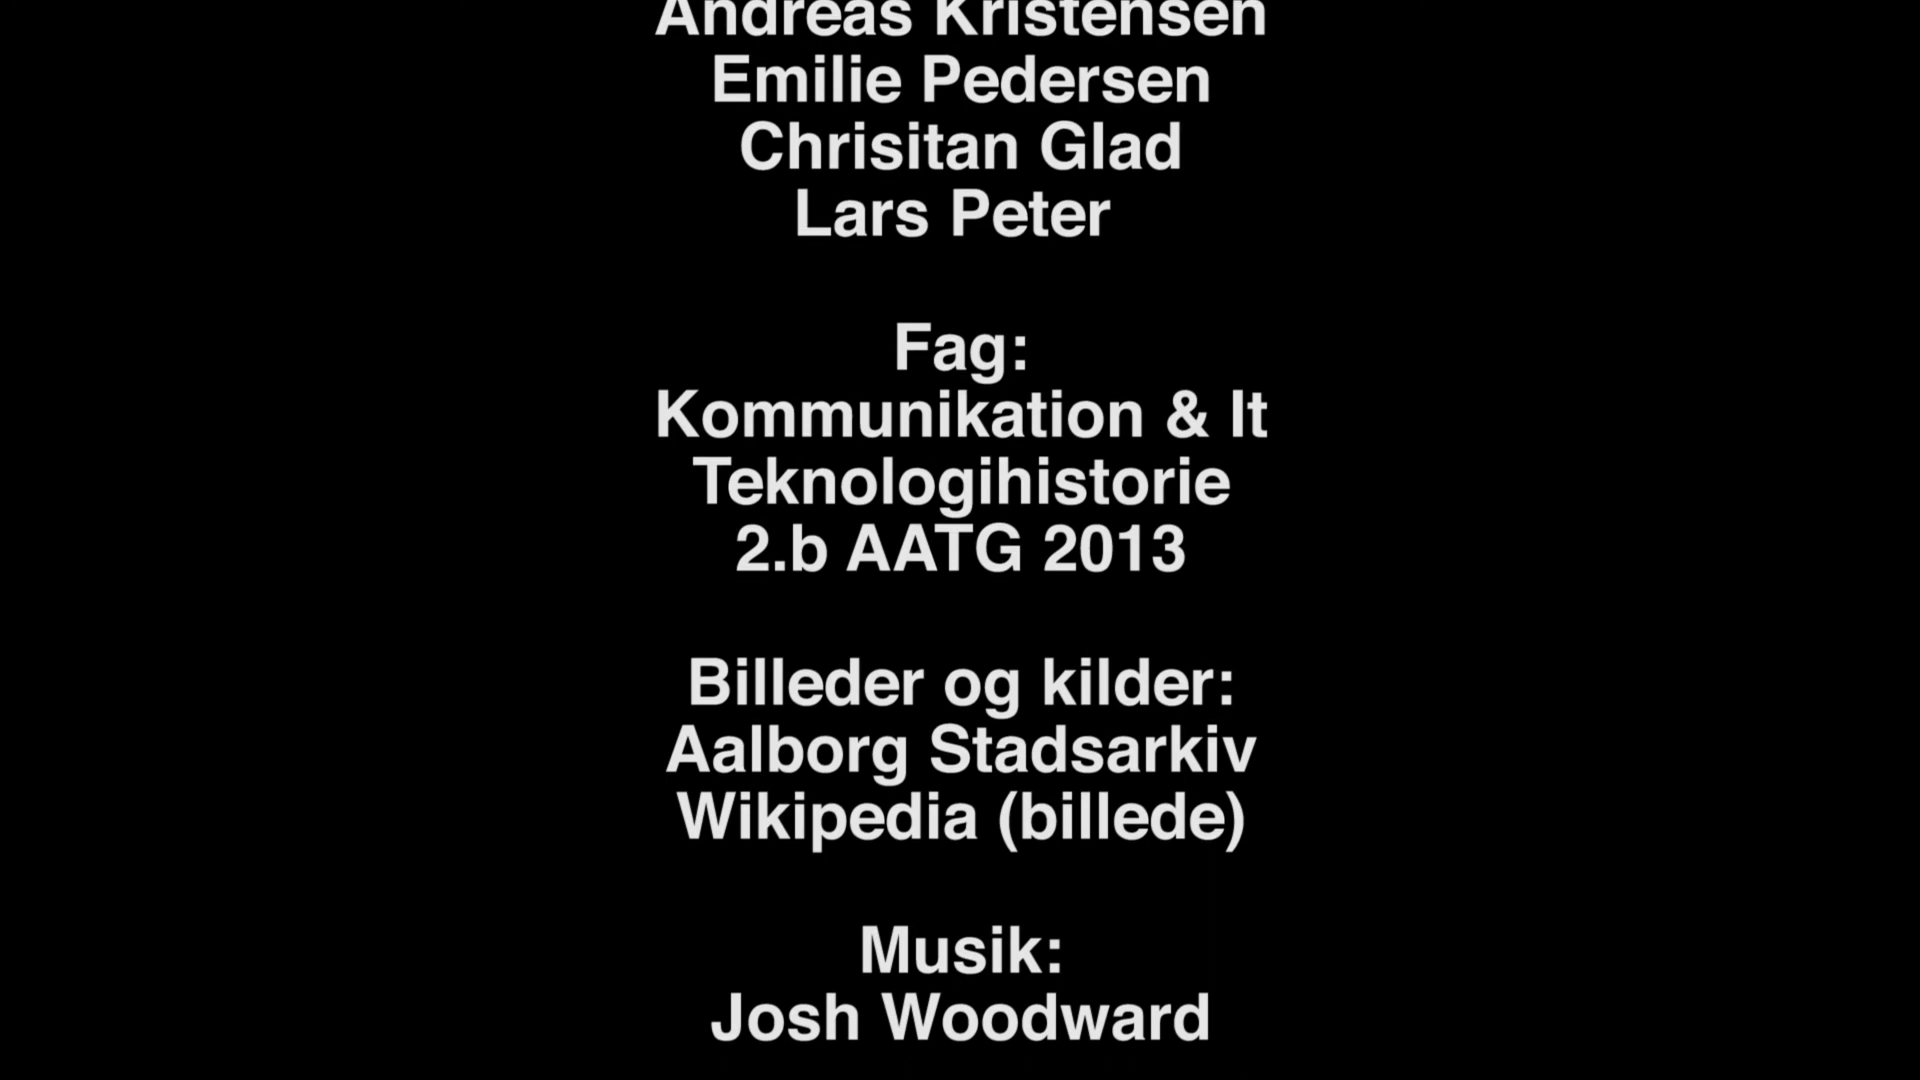 Andreas Kristensen
Emilie Pedersen
Chrisitan Glad
Lars Peter
Fag:
Kommunikation & It
Teknologihistorie
2.b AATG 2013
Billeder og kilder:
Aalborg Stadsarkiv
Wikipedia (billede)
Musik:
Josh Woodward